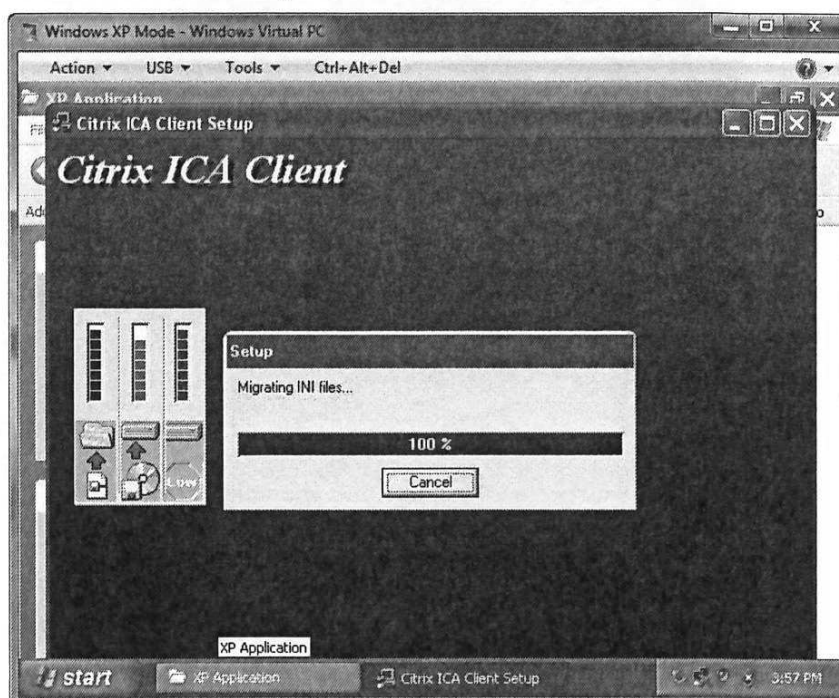 Windows XP Mode - Windows Virtual PC
Action USB Tools Ctrl+Alt+Del
XP Application
Citrix ICA Client Setup
Citrix ICA Client
Setup
Migrating INI files...
100 %
Cancel
XP Application
start XP Application Citrix ICA Client Setup 3:57 PM